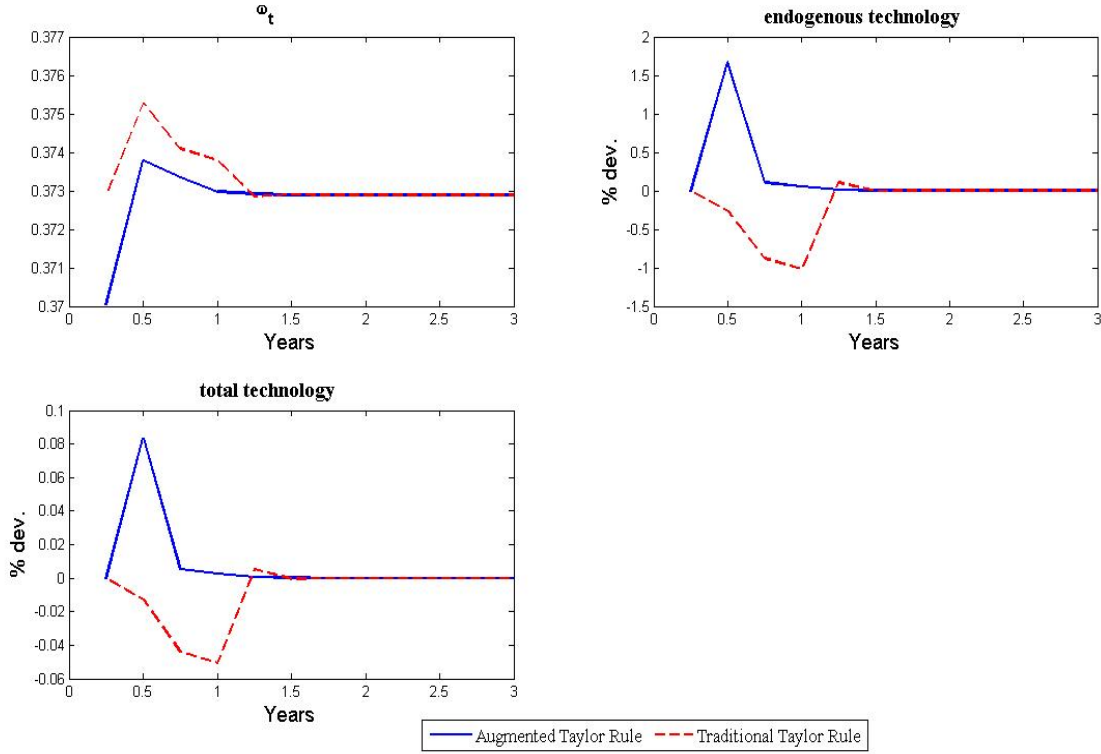 ω_t
0.377
0.376
0.375
0.374
0.373
0.372
0.371
0.37
0 0.5 1 1.5 2 2.5 3
Years
endogenous technology
% dev.
2
1.5
1
0.5
0
-0.5
-1
-1.5
0 0.5 1 1.5 2 2.5 3
Years
total technology
% dev.
0.1
0.08
0.06
0.04
0.02
0
-0.02
-0.04
-0.06
0 0.5 1 1.5 2 2.5 3
Years
Augmented Taylor Rule Traditional Taylor Rule